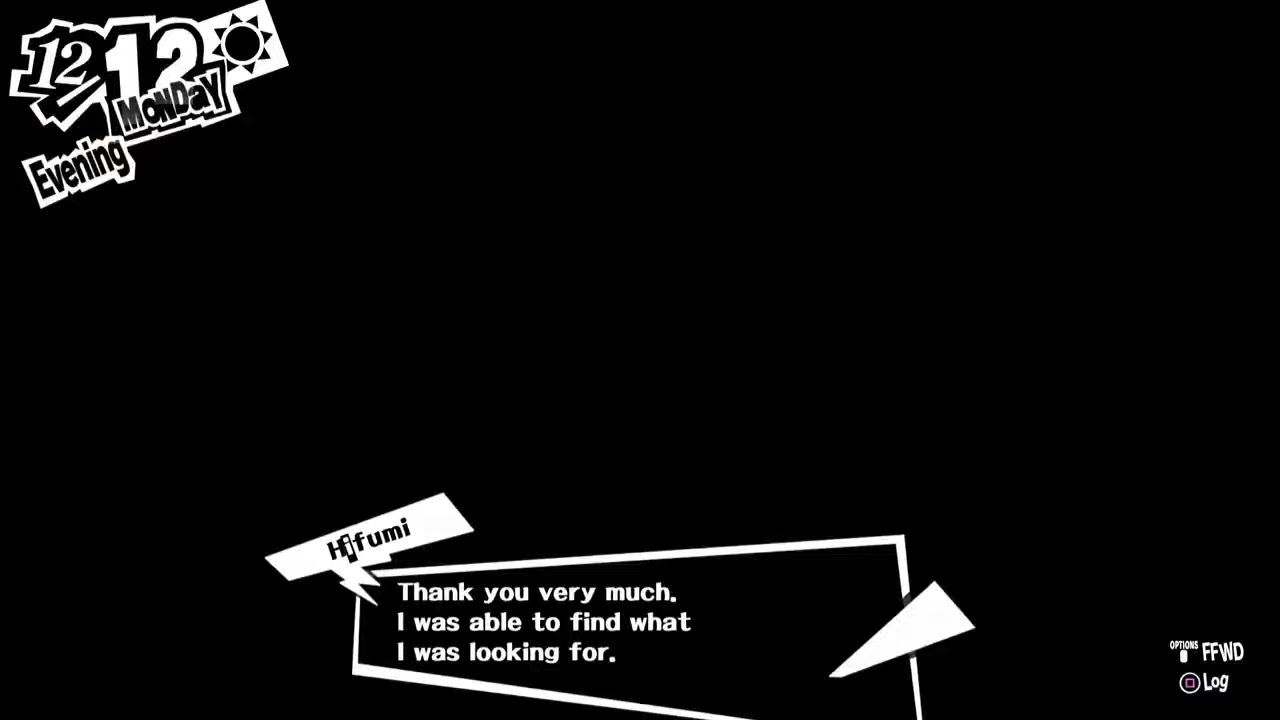 12
12
MONDaY
Evening
Hifumi
Thank you very much.
I was able to find what
I was looking for.
OPTIONS FFWD
Log